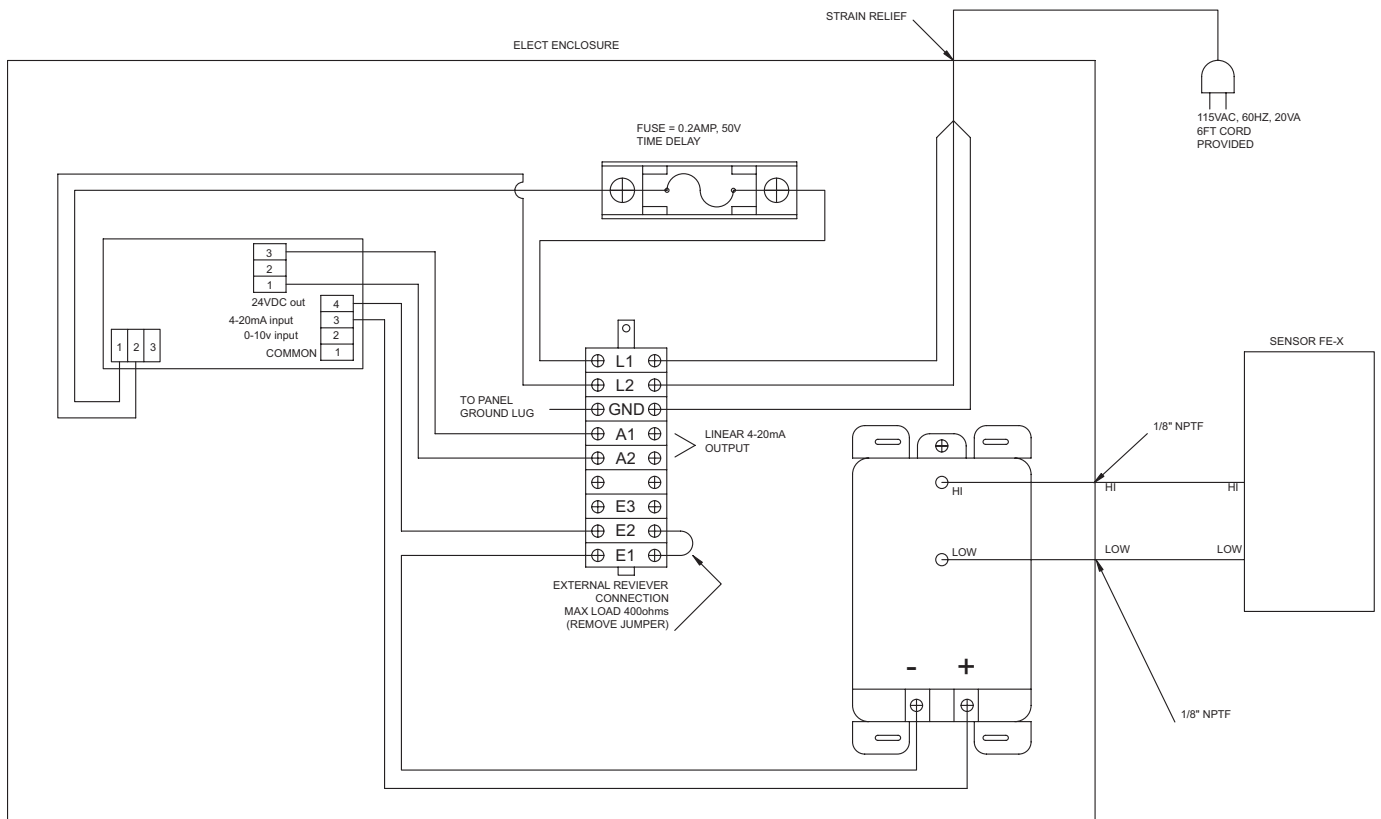 STRAIN RELIEF
ELECT ENCLOSURE
115VAC, 60HZ, 20VA
6FT CORD
PROVIDED
FUSE = 0.2AMP, 50V
TIME DELAY
3
2
1
24VDC out
4
4-20mA input
3
0-10v input
2
COMMON
1
1 2 3
L1
L2
GND
A1
A2
E3
E2
E1
TO PANEL
GROUND LUG
LINEAR 4-20mA
OUTPUT
EXTERNAL REVIEVER
CONNECTION
MAX LOAD 400ohms
(REMOVE JUMPER)
HI
LOW
- +
1/8" NPTF
HI
HI
LOW
LOW
1/8" NPTF
SENSOR FE-X